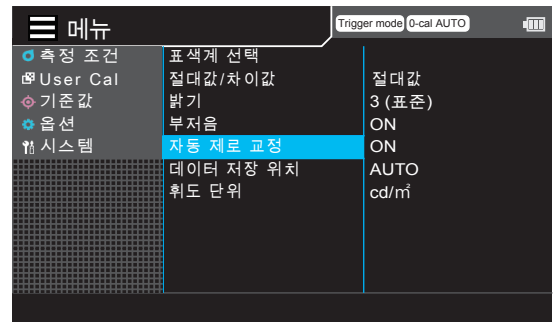 메뉴
Trigger mode 0-cal AUTO
측정 조건
User Cal
기준값
옵션
시스템
표색계 선택
절대값/차이값 절대값
밝기 3 (표준)
부저음 ON
자동 제로 교정 ON
데이터 저장 위치 AUTO
휘도 단위 cd/㎡